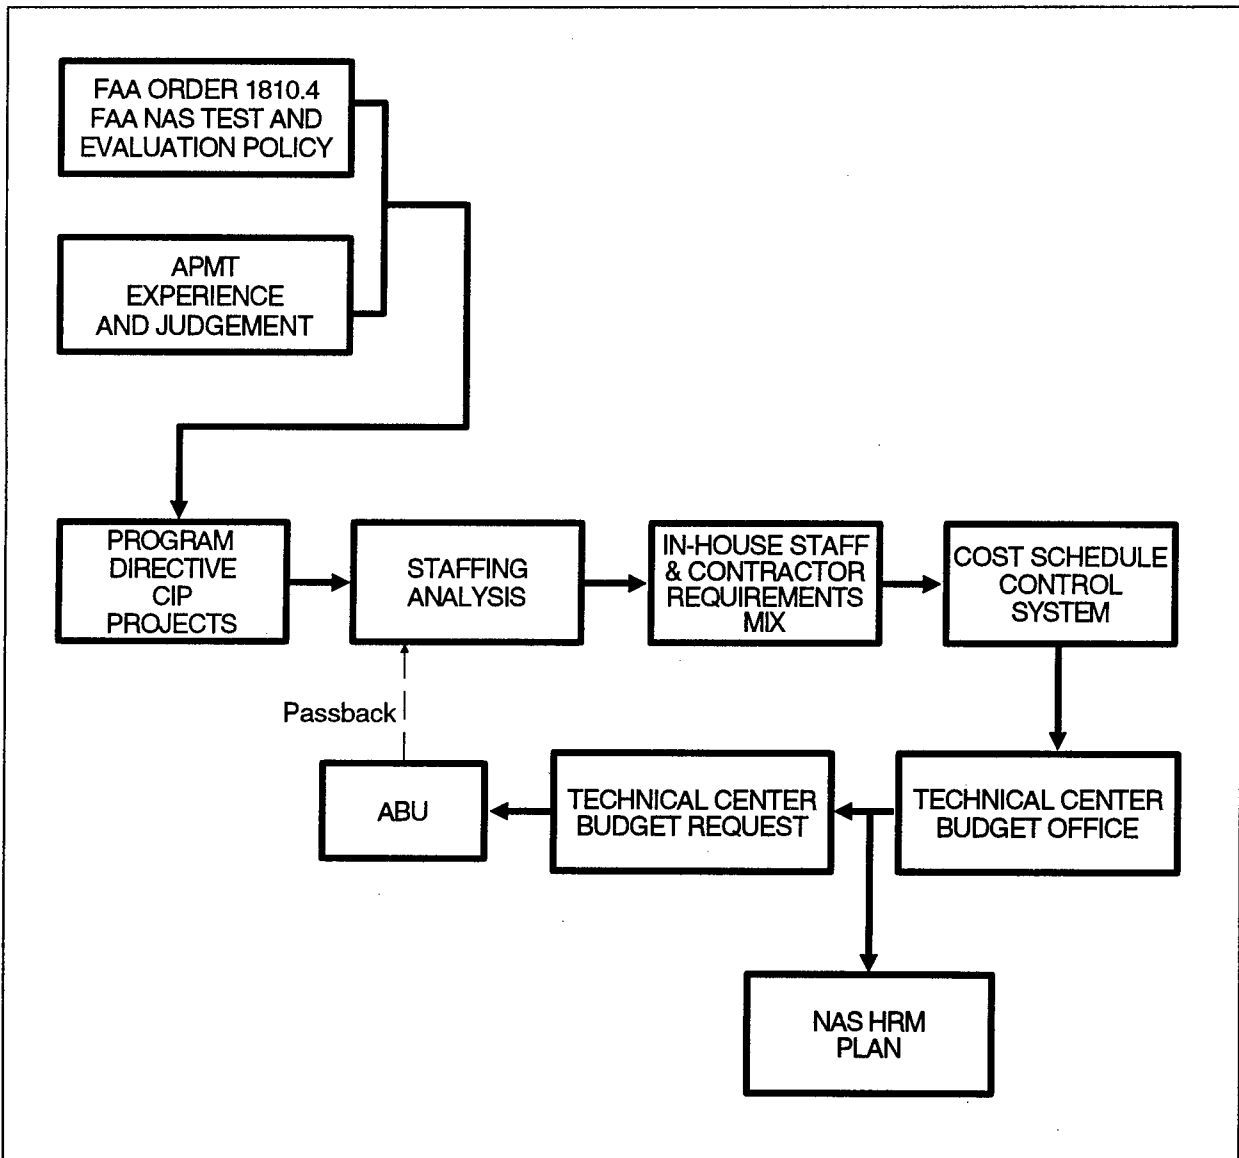 FAA ORDER 1810.4
FAA NAS TEST AND
EVALUATION POLICY
APMT
EXPERIENCE
AND JUDGEMENT
PROGRAM
DIRECTIVE
CIP
PROJECTS
STAFFING
ANALYSIS
IN-HOUSE STAFF
& CONTRACTOR
REQUIREMENTS
MIX
COST SCHEDULE
CONTROL
SYSTEM
Passback
ABU
TECHNICAL CENTER
BUDGET REQUEST
TECHNICAL CENTER
BUDGET OFFICE
NAS HRM
PLAN